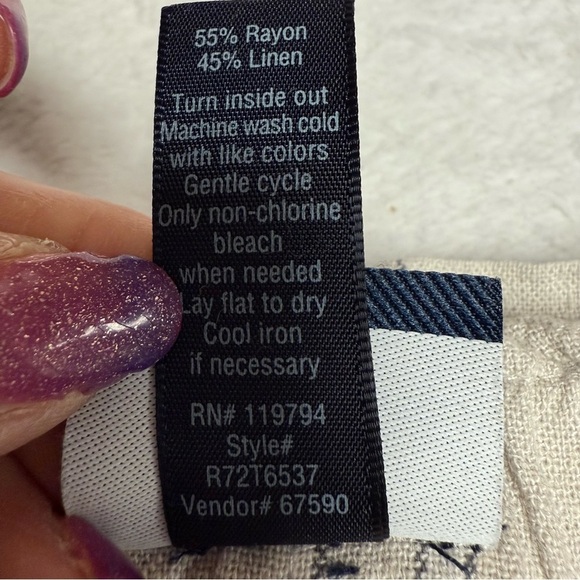 55% Rayon
45% Linen
Turn inside out
Machine wash cold
with like colors
Gentle cycle
Only non-chlorine
bleach
when needed
Lay flat to dry
Cool iron
if necessary
RN# 119794
Style#
R72T6537
Vendor# 67590